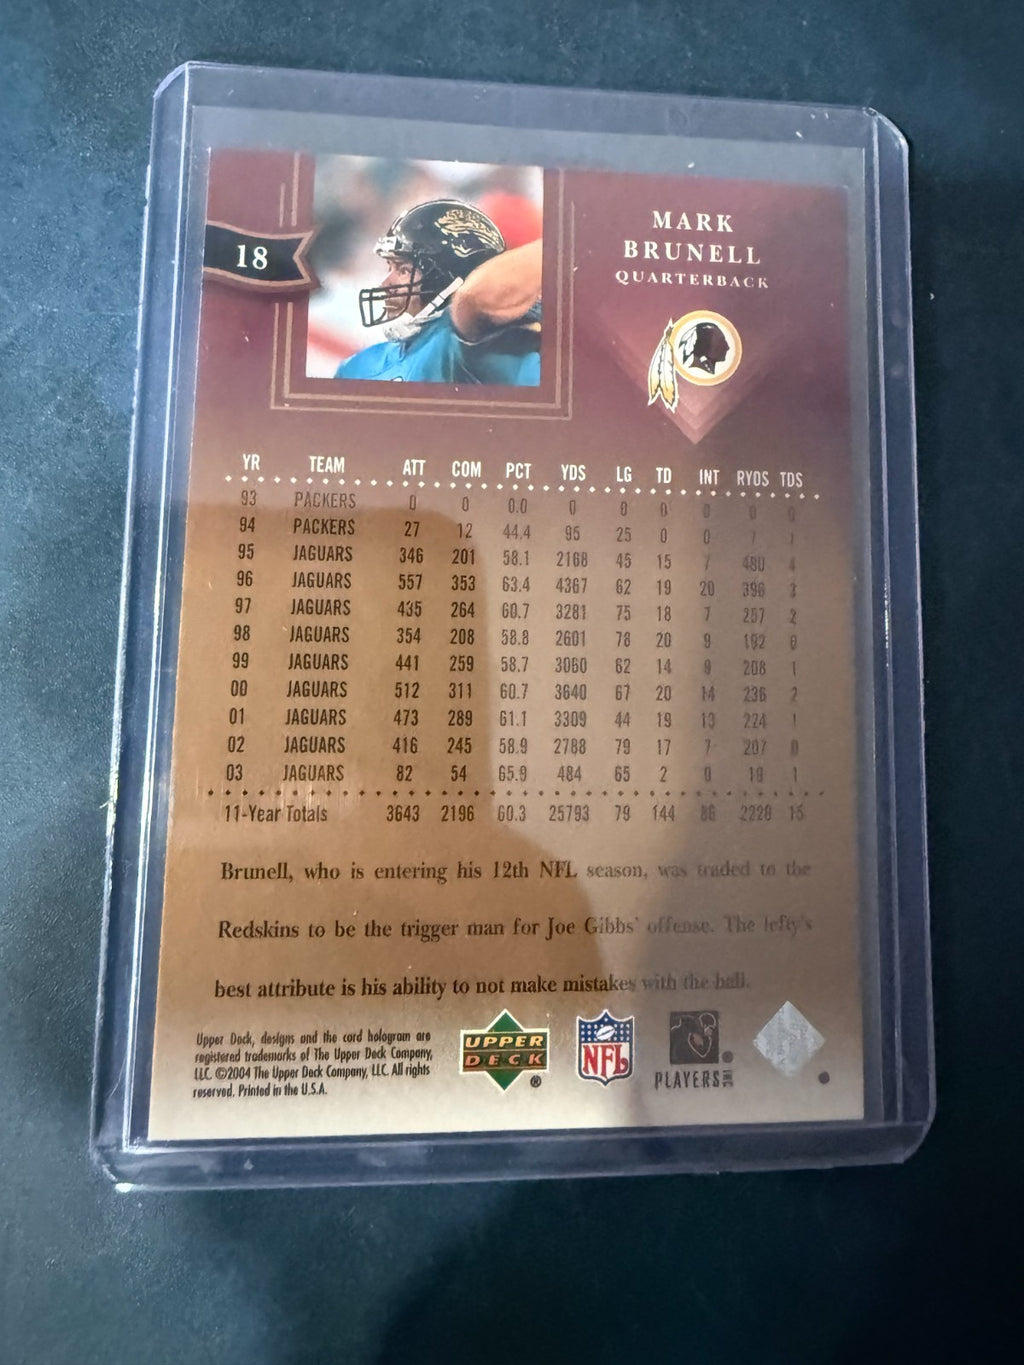 18
MARK
BRUNELL
QUARTERBACK
YR TEAM ATT COM PCT YDS LG TD INT RYDS TDS
93 PACKERS 0 0 0.0 0 0 0 0 0 0
94 PACKERS 27 12 44.4 95 25 0 0 7 1
95 JAGUARS 346 201 58.1 2168 45 15 7 480 4
96 JAGUARS 557 353 63.4 4367 62 19 20 396 3
97 JAGUARS 435 264 60.7 3281 75 18 7 257 2
98 JAGUARS 354 208 58.8 2601 78 20 9 192 0
99 JAGUARS 441 259 58.7 3060 62 14 9 208 1
00 JAGUARS 512 311 60.7 3640 67 20 14 236 2
01 JAGUARS 473 289 61.1 3309 44 19 13 224 1
02 JAGUARS 416 245 58.9 2788 79 17 7 207 0
03 JAGUARS 82 54 65.9 484 65 2 0 19 1
11-Year Totals 3643 2196 60.3 25793 79 144 86 2228 15
Brunell, who is entering his 12th NFL season, was traded to the
Redskins to be the trigger man for Joe Gibbs' offense. The lefty's
best attribute is his ability to not make mistakes with the ball.
Upper Deck, designs and the card hologram are
registered trademarks of The Upper Deck Company,
LLC. ©2004 The Upper Deck Company, LLC. All rights
reserved. Printed in the U.S.A.
UPPER
DECK
®
NFL
PLAYERS INC